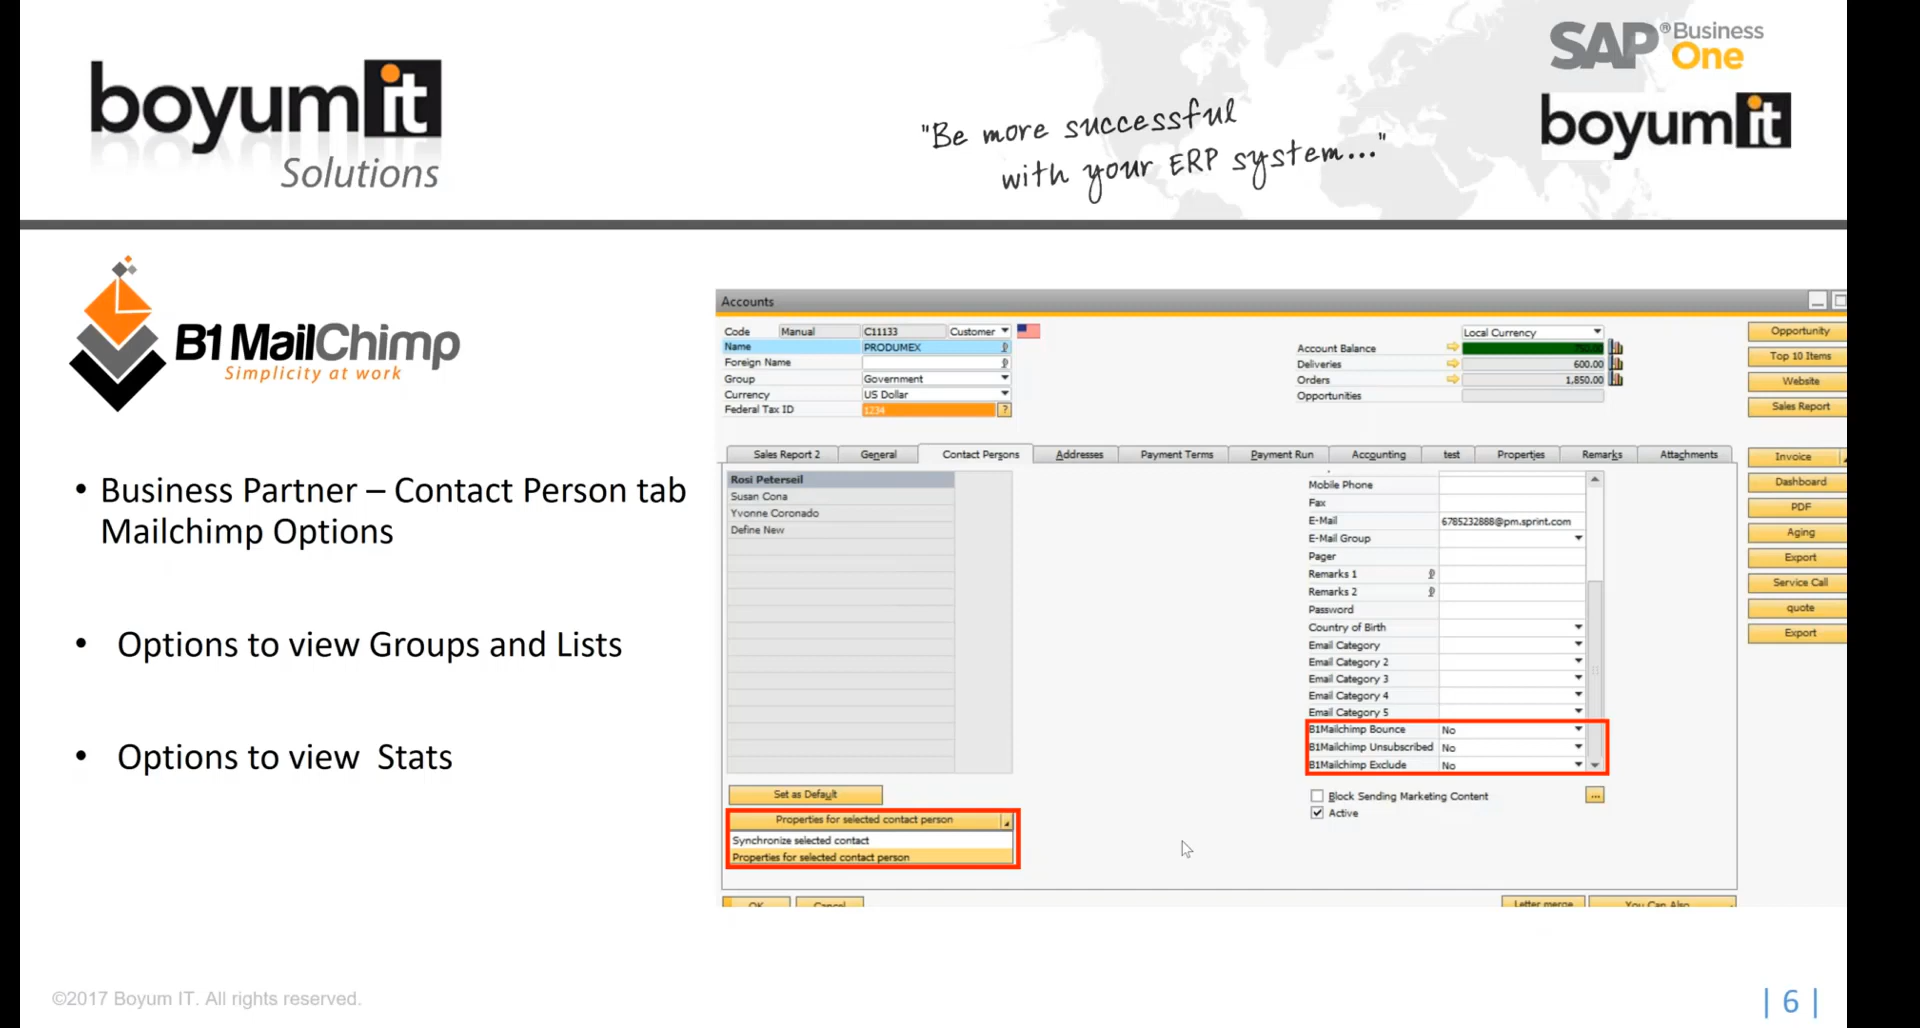 boyum it
Solutions
"Be more successful
with your ERP system..."
SAP® Business
One
boyum it
B1 MailChimp
Simplicity at work
• Business Partner – Contact Person tab
Mailchimp Options
• Options to view Groups and Lists
• Options to view Stats
Accounts
Code Manual C11133 Customer
Name PRODUMEX
Foreign Name
Group Government
Currency US Dollar
Federal Tax ID 1234 ?
Local Currency
Account Balance
Deliveries 600.00
Orders 1,850.00
Opportunities
Opportunity
Top 10 Items
Website
Sales Report
Sales Report 2 General Contact Persons Addresses Payment Terms Payment Run Accounting test Properties Remarks Attachments
Rosi Peterseil
Susan Cona
Yvonne Coronado
Define New
Mobile Phone
Fax
E-Mail 6785232888@pm.sprint.com
E-Mail Group
Pager
Remarks 1
Remarks 2
Password
Country of Birth
Email Category
Email Category 2
Email Category 3
Email Category 4
Email Category 5
B1Mailchimp Bounce No
B1Mailchimp Unsubscribed No
B1Mailchimp Exclude No
Block Sending Marketing Content ...
Active
Invoice
Dashboard
PDF
Aging
Export
Service Call
quote
Export
Set as Default
Properties for selected contact person
Synchronize selected contact
Properties for selected contact person
OK Cancel Letter merge You Can Also
©2017 Boyum IT. All rights reserved.
| 6 |